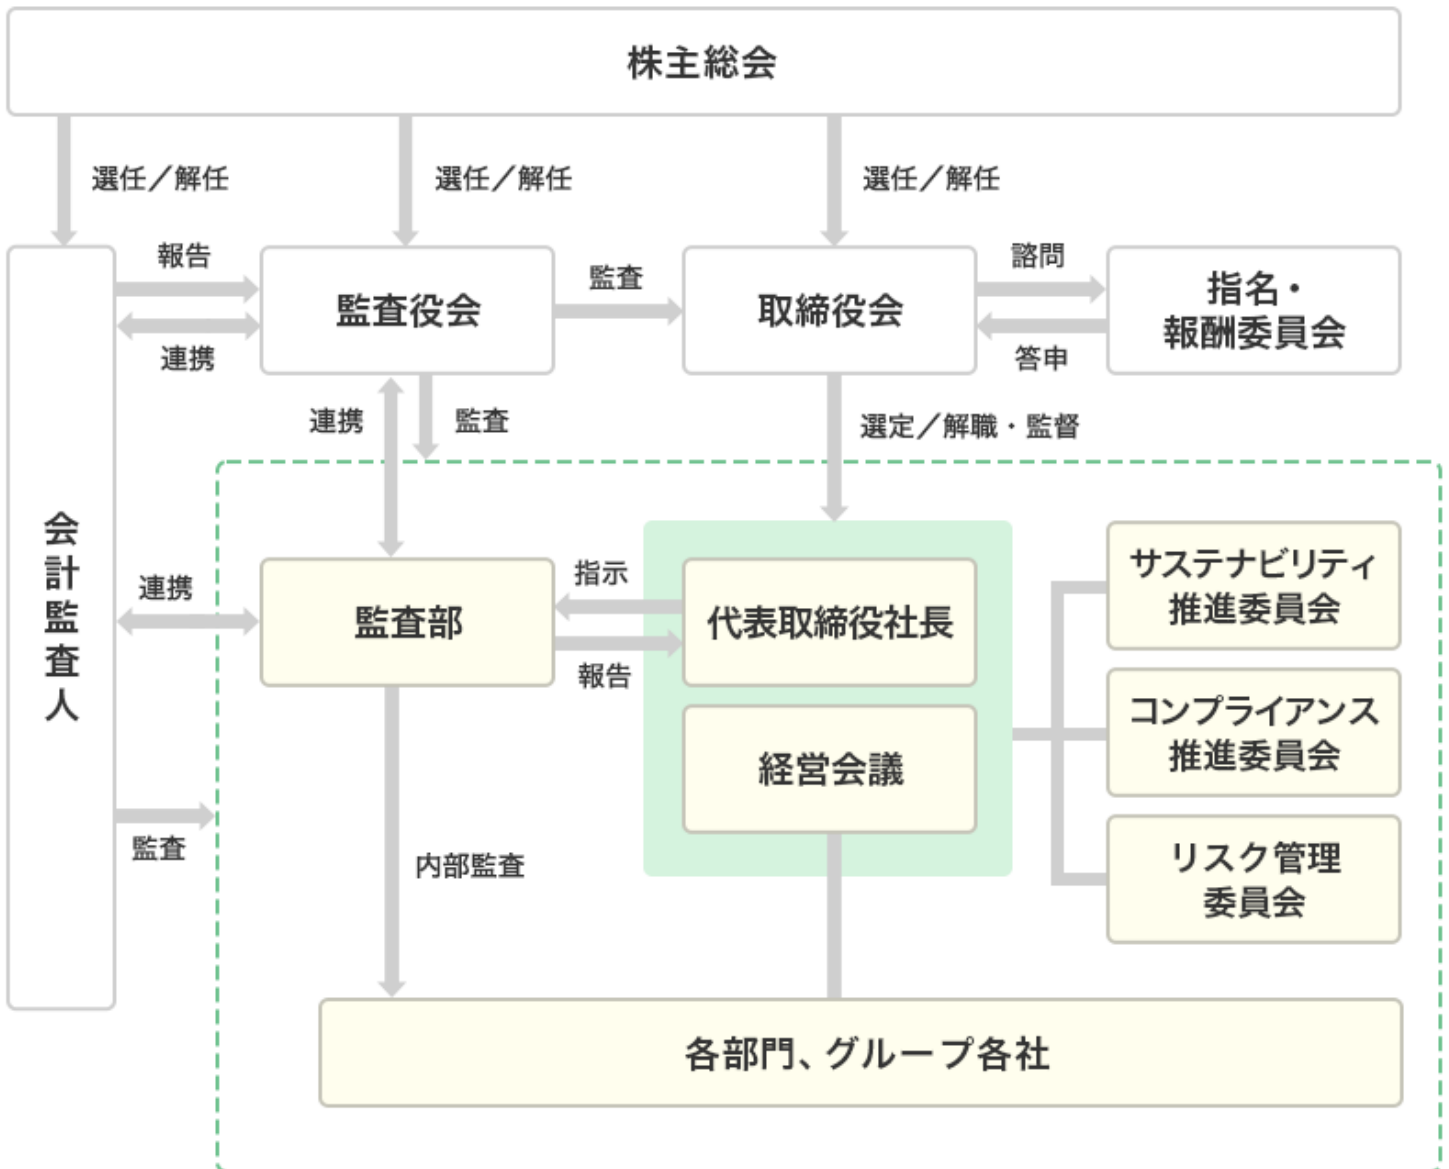 株主総会
選任／解任
選任／解任
選任／解任
報告
連携
監査役会
監査
取締役会
諮問
答申
指名・
報酬委員会
連携
監査
選定／解職・監督
会計監査人
連携
監査
監査部
指示
報告
代表取締役社長
経営会議
サステナビリティ
推進委員会
コンプライアンス
推進委員会
リスク管理
委員会
内部監査
各部門、グループ各社